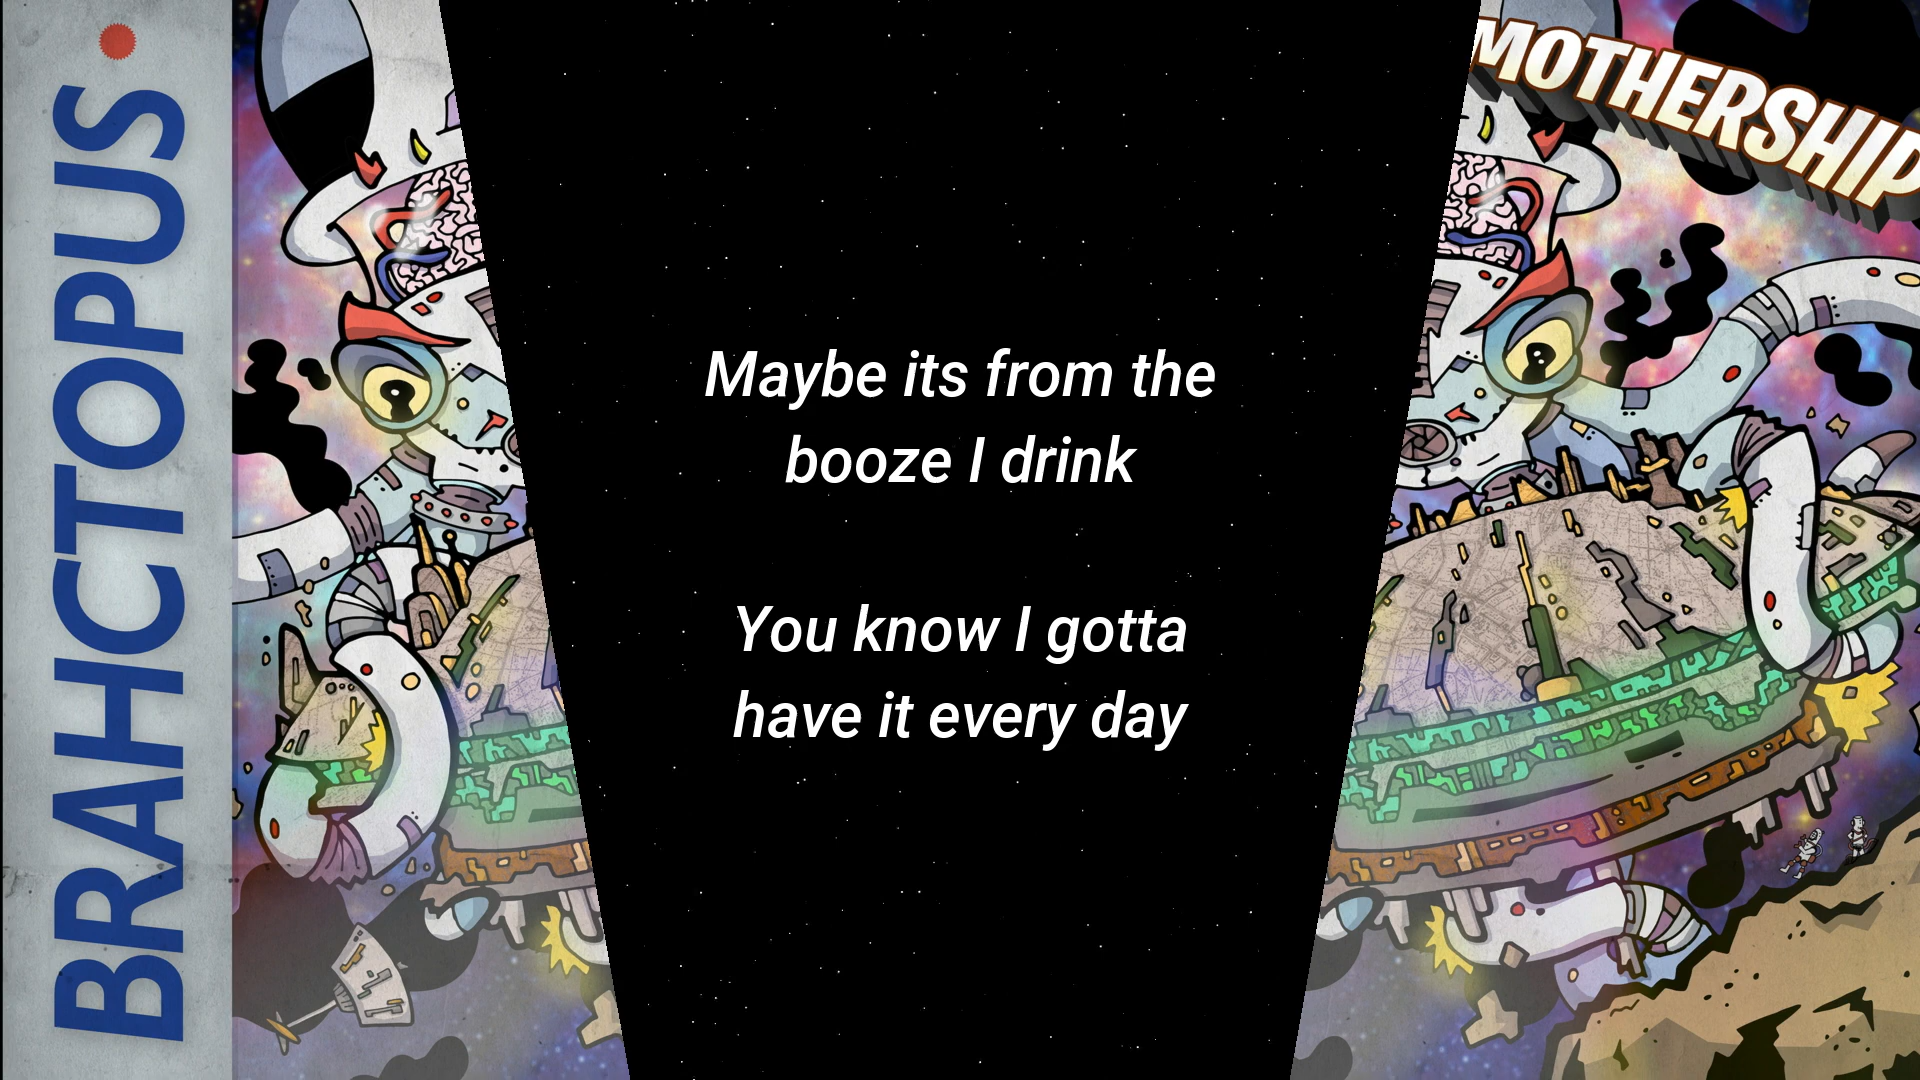 BRAHCTOPUS
MOTHERSHIP
Maybe its from the
booze I drink
You know I gotta
have it every day